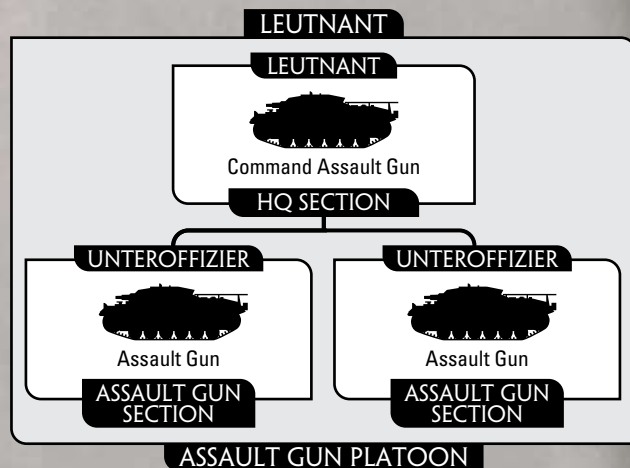 LEUTNANT
LEUTNANT
Command Assault Gun
HQ SECTION
UNTEROFFIZIER
UNTEROFFIZIER
Assault Gun
Assault Gun
ASSAULT GUN
SECTION
ASSAULT GUN
SECTION
ASSAULT GUN PLATOON